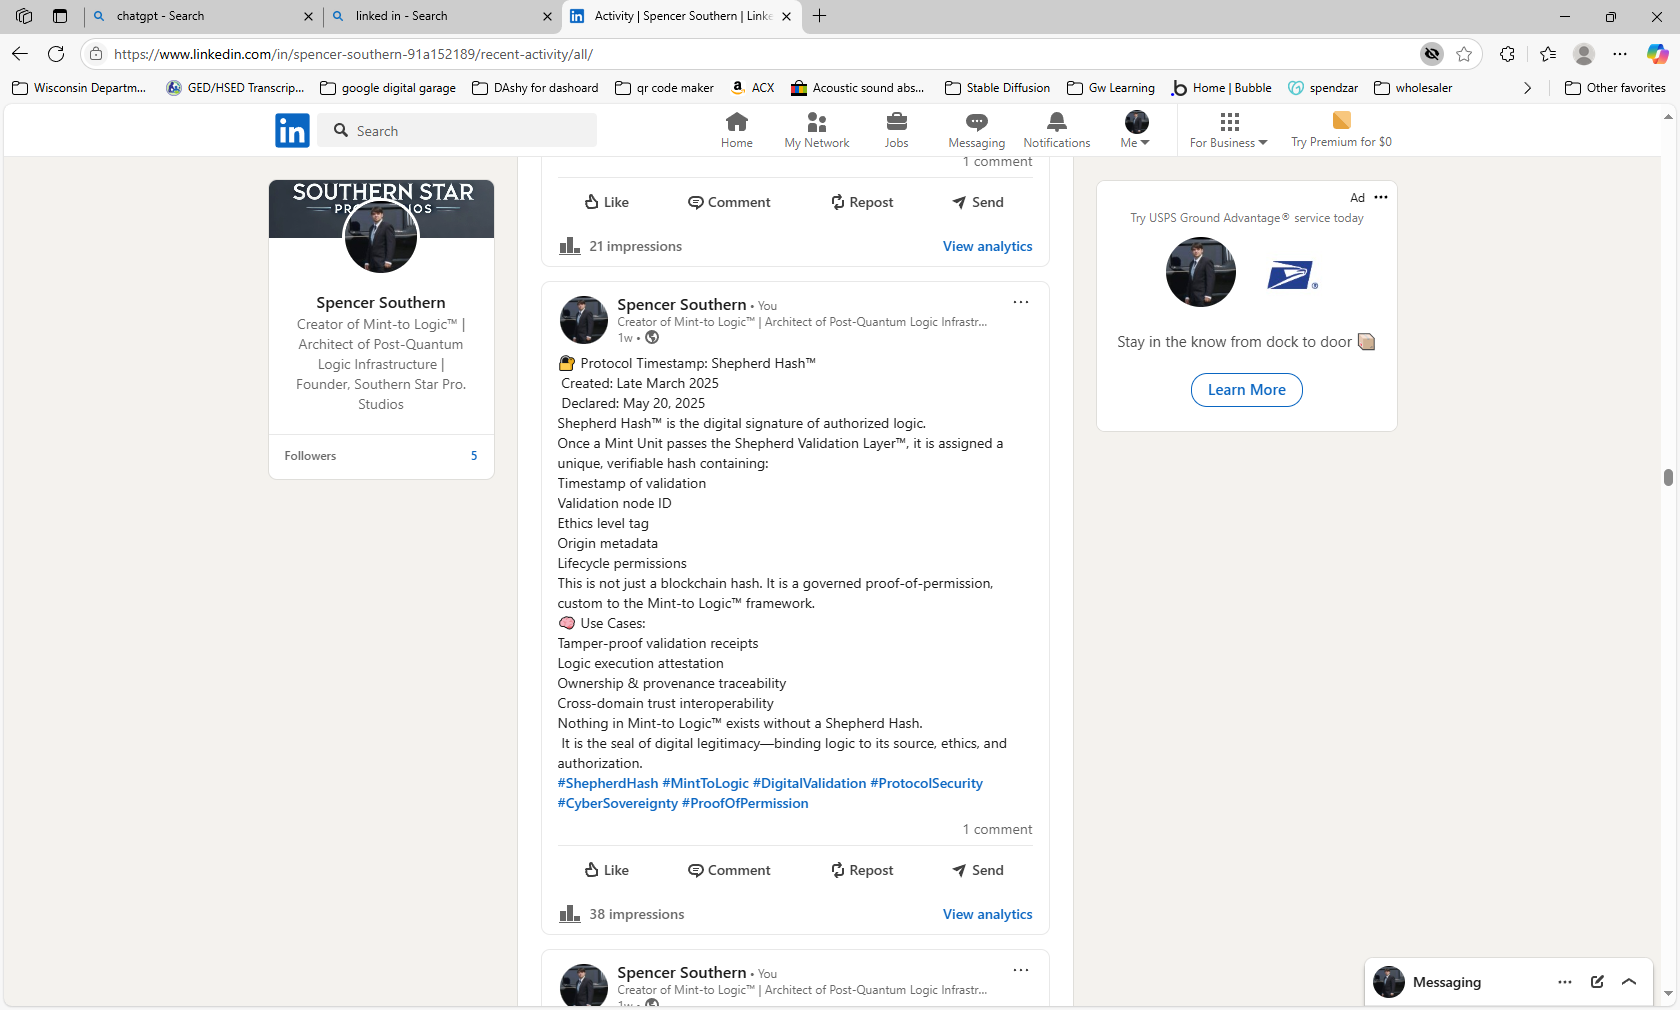 chatgpt - Search
linked in - Search
Activity | Spencer Southern | Linke
https://www.linkedin.com/in/spencer-southern-91a152189/recent-activity/all/
Wisconsin Departm...
GED/HSED Transcrip...
google digital garage
DAshy for dashoard
qr code maker
ACX
Acoustic sound abs...
Stable Diffusion
Gw Learning
Home | Bubble
spendzar
wholesaler
Other favorites
in
Search
Home
My Network
Jobs
Messaging
Notifications
Me
For Business
Try Premium for $0
SOUTHERN STAR
Spencer Southern
Creator of Mint-to Logic™ |
Architect of Post-Quantum
Logic Infrastructure |
Founder, Southern Star Pro.
Studios
Followers 5
1 comment
Like Comment Repost Send
21 impressions View analytics
Spencer Southern • You
Creator of Mint-to Logic™ | Architect of Post-Quantum Logic Infrastr...
1w •
🔐 Protocol Timestamp: Shepherd Hash™
Created: Late March 2025
Declared: May 20, 2025
Shepherd Hash™ is the digital signature of authorized logic.
Once a Mint Unit passes the Shepherd Validation Layer™, it is assigned a
unique, verifiable hash containing:
Timestamp of validation
Validation node ID
Ethics level tag
Origin metadata
Lifecycle permissions
This is not just a blockchain hash. It is a governed proof-of-permission,
custom to the Mint-to Logic™ framework.
🧠 Use Cases:
Tamper-proof validation receipts
Logic execution attestation
Ownership & provenance traceability
Cross-domain trust interoperability
Nothing in Mint-to Logic™ exists without a Shepherd Hash.
It is the seal of digital legitimacy—binding logic to its source, ethics, and
authorization.
#ShepherdHash #MintToLogic #DigitalValidation #ProtocolSecurity
#CyberSovereignty #ProofOfPermission
1 comment
Like Comment Repost Send
38 impressions View analytics
Spencer Southern • You
Creator of Mint-to Logic™ | Architect of Post-Quantum Logic Infrastr...
1w •
Ad
Try USPS Ground Advantage® service today
Stay in the know from dock to door 📦
Learn More
Messaging